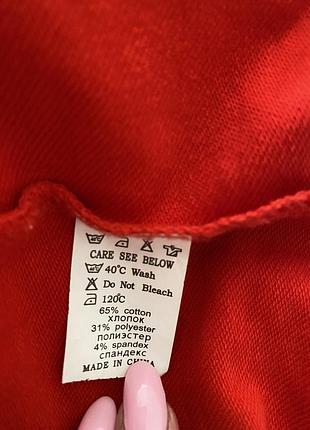 CARE SEE BELOW
40°C Wash
Do Not Bleach
120°C
65% cotton
хлопок
31% polyester
полиэстер
4% spandex
спандекс
MADE IN CHINA